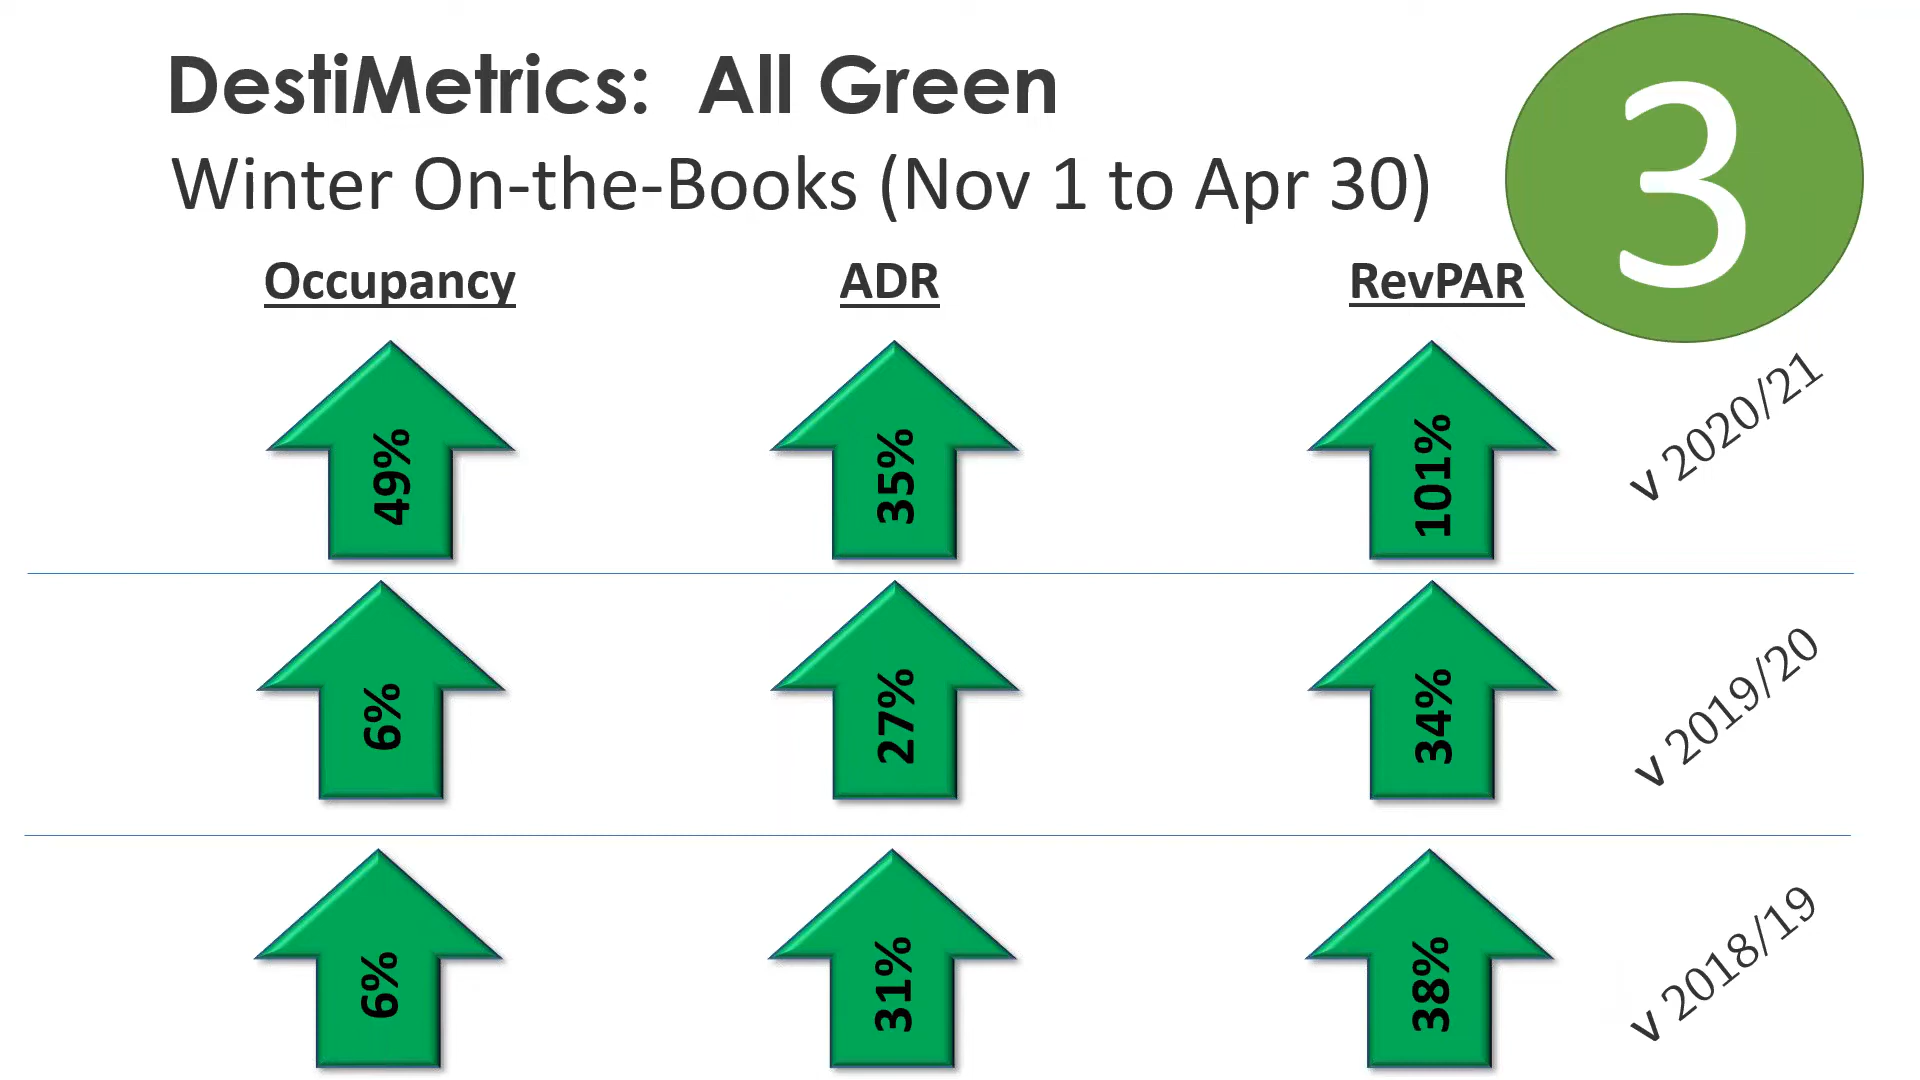 DestiMetrics: All Green
3
Winter On-the-Books (Nov 1 to Apr 30)
Occupancy ADR RevPAR
49% 35% 101% v 2020/21
6% 27% 34% v 2019/20
6% 31% 38% v 2018/19